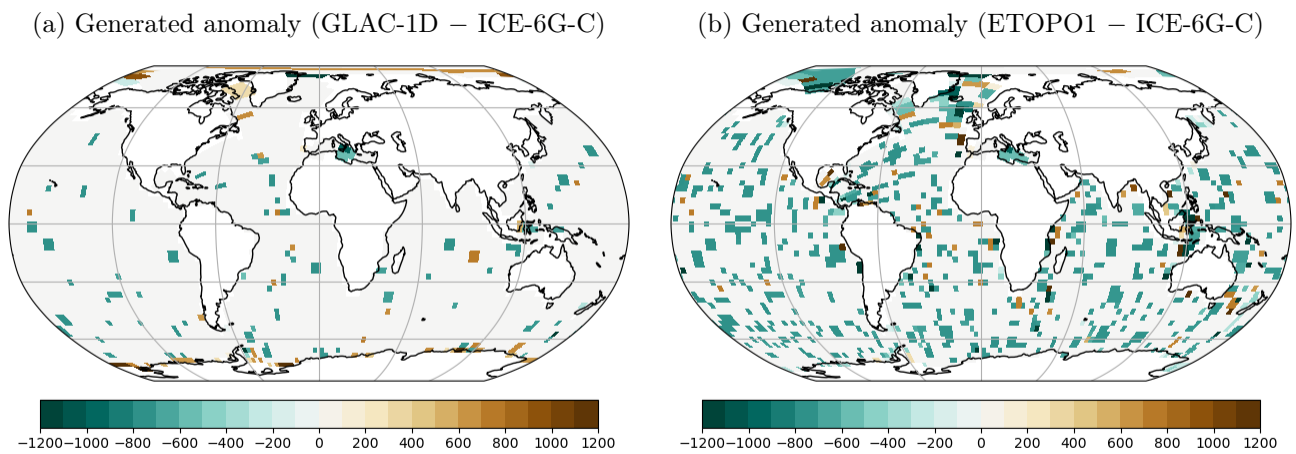 (a) Generated anomaly (GLAC-1D − ICE-6G-C)
(b) Generated anomaly (ETOPO1 − ICE-6G-C)
−1200 −1000 −800 −600 −400 −200 0 200 400 600 800 1000 1200
−1200 −1000 −800 −600 −400 −200 0 200 400 600 800 1000 1200